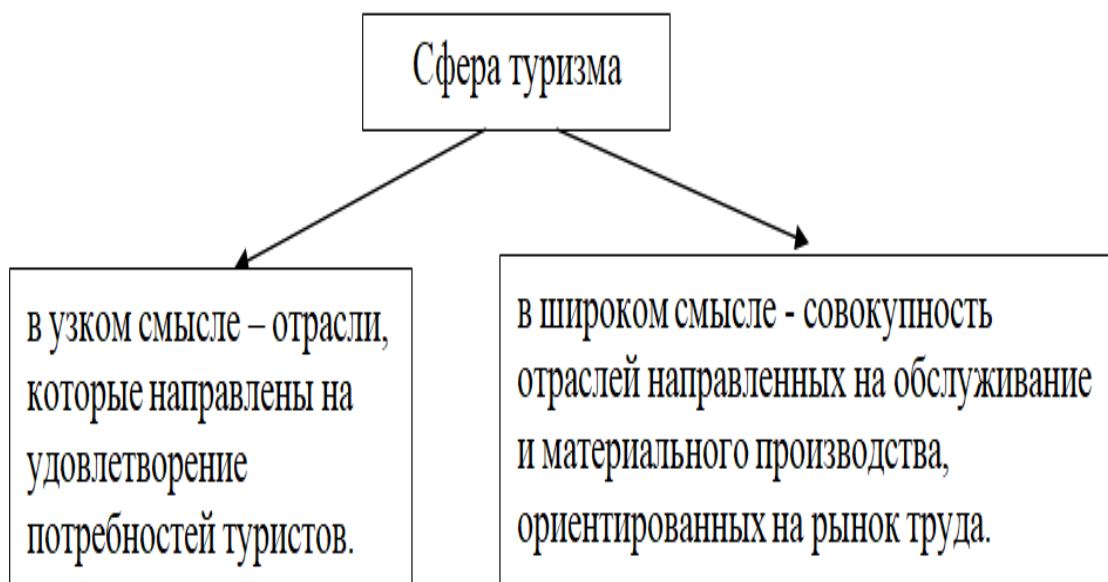 Сфера туризма
в узком смысле – отрасли,
которые направлены на
удовлетворение
потребностей туристов.
в широком смысле - совокупность
отраслей направленных на обслуживание
и материального производства,
ориентированных на рынок труда.